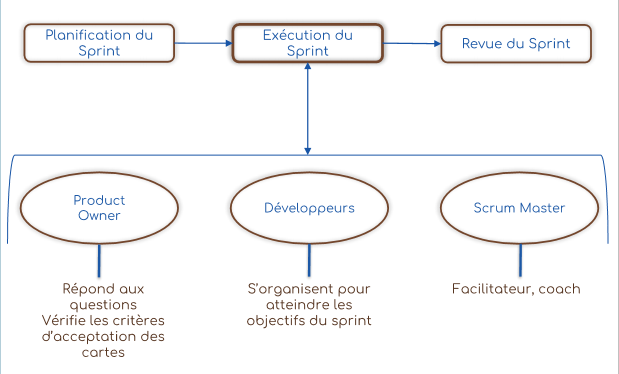 Planification du
Sprint
Exécution du
Sprint
Revue du Sprint
Product
Owner
Développeurs
Scrum Master
Répond aux
questions
Vérifie les critères
d'acceptation des
cartes
S'organisent pour
atteindre les
objectifs du sprint
Facilitateur, coach